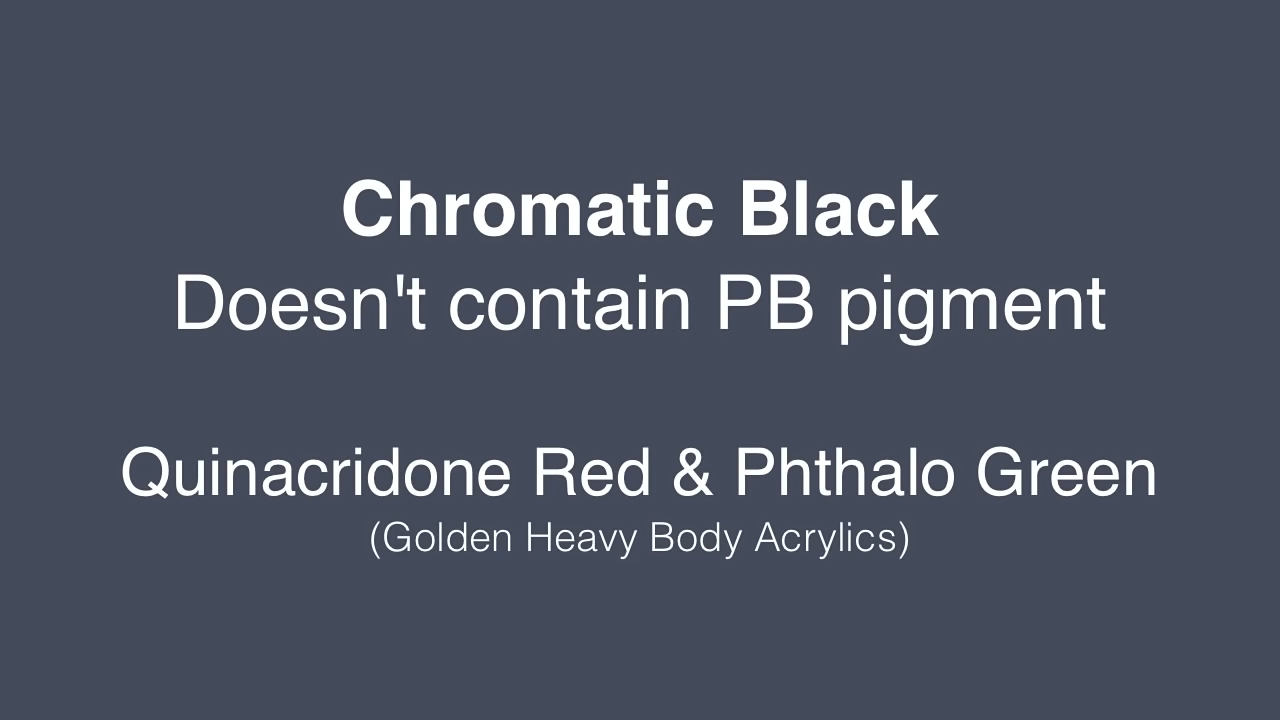 Chromatic Black
Doesn't contain PB pigment
Quinacridone Red & Phthalo Green
(Golden Heavy Body Acrylics)